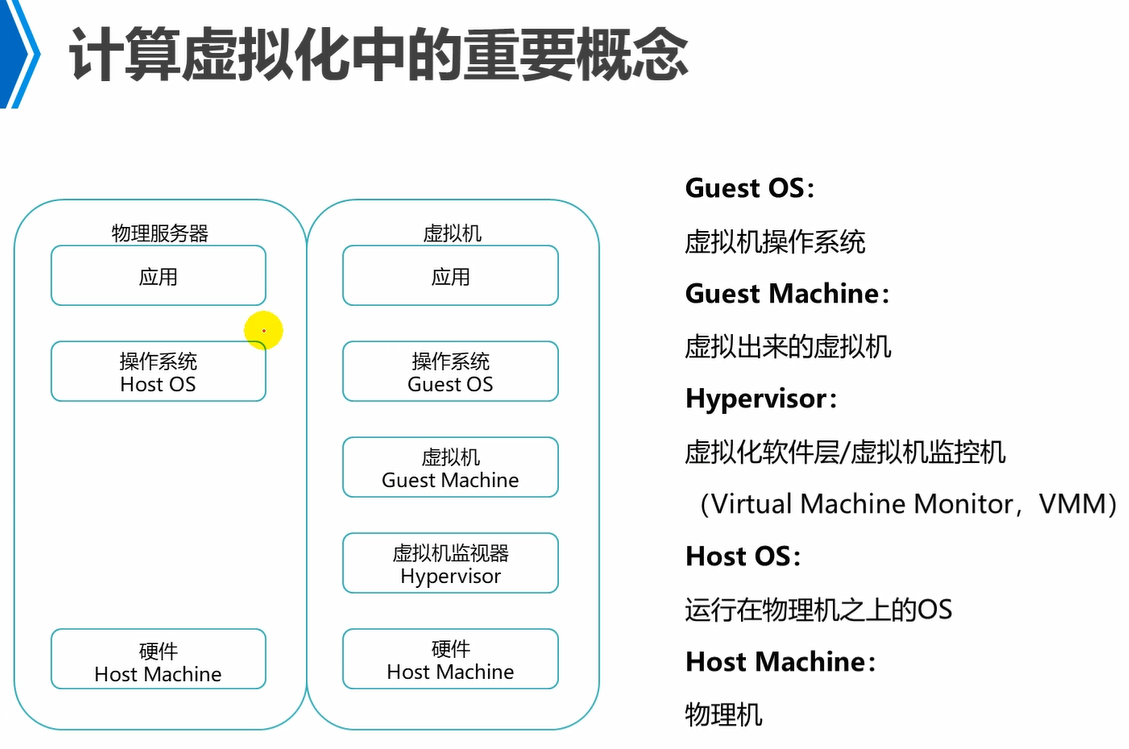 计算虚拟化中的重要概念
物理服务器
应用
操作系统
Host OS
硬件
Host Machine
虚拟机
应用
操作系统
Guest OS
虚拟机
Guest Machine
虚拟机监视器
Hypervisor
硬件
Host Machine
Guest OS：
虚拟机操作系统
Guest Machine：
虚拟出来的虚拟机
Hypervisor：
虚拟化软件层/虚拟机监控机
（Virtual Machine Monitor，VMM）
Host OS：
运行在物理机之上的OS
Host Machine：
物理机